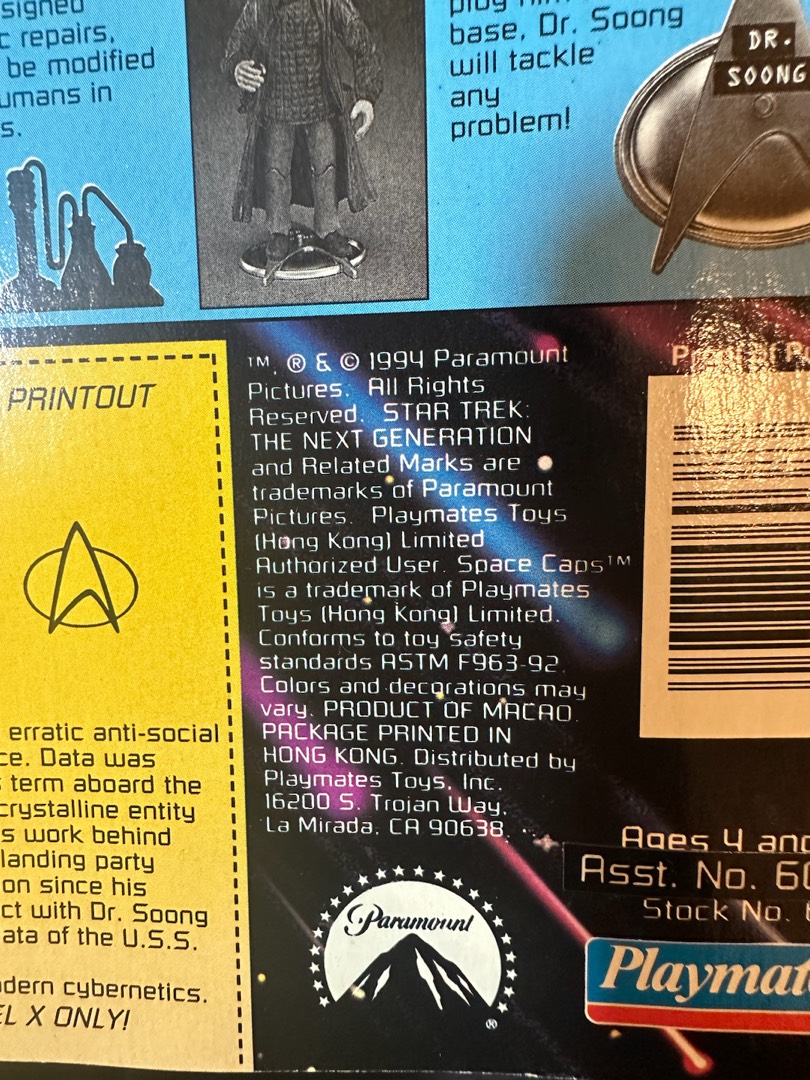 signed
c repairs,
be modified
umans in
s.
base, Dr. Soong
will tackle
any
problem!
DR.
SOONG
PRINTOUT
erratic anti-social
ce. Data was
s term aboard the
crystalline entity
s work behind
landing party
on since his
ct with Dr. Soong
ata of the U.S.S.
dern cybernetics.
EL X ONLY!
™, ® & © 1994 Paramount
Pictures. All Rights
Reserved. STAR TREK:
THE NEXT GENERATION
and Related Marks are
trademarks of Paramount
Pictures. Playmates Toys
(Hong Kong) Limited
Authorized User. Space Caps™
is a trademark of Playmates
Toys (Hong Kong) Limited.
Conforms to toy safety
standards ASTM F963-92.
Colors and decorations may
vary. PRODUCT OF MACAO.
PACKAGE PRINTED IN
HONG KONG. Distributed by
Playmates Toys, Inc.
16200 S. Trojan Way,
La Mirada, CA 90638.
Paramount
®
Ages 4 and
Asst. No. 60
Stock No.
Playmat